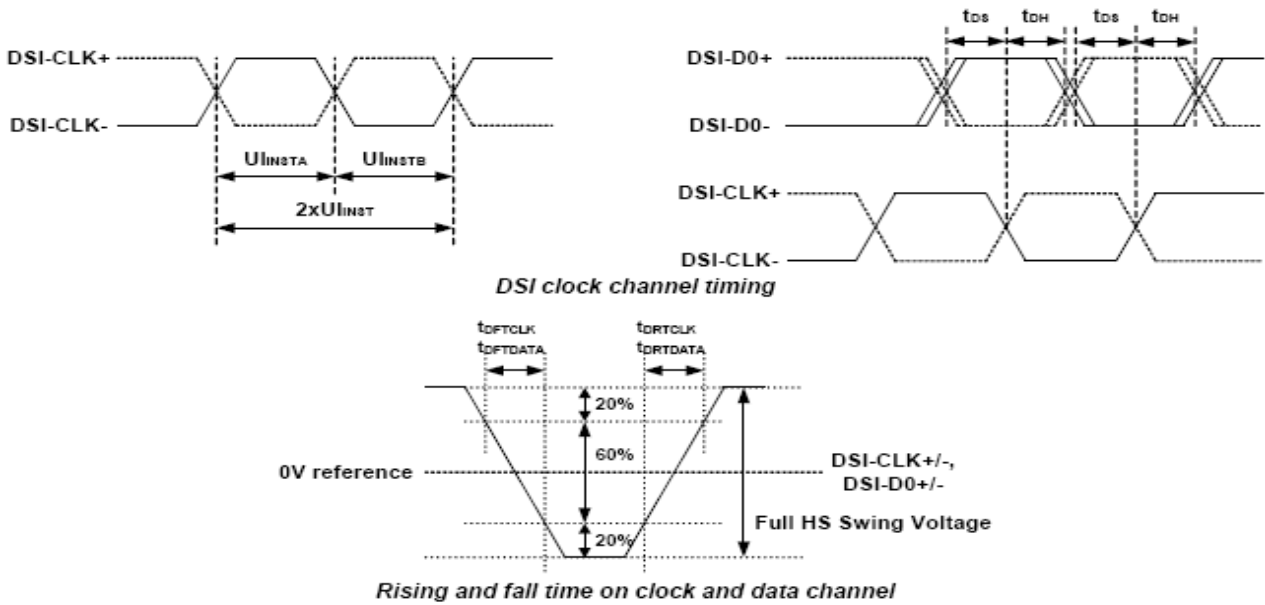 DSI-CLK+
DSI-CLK-
UIINSTA
UIINSTB
2xUIINST
tDS
tDH
tDS
tDH
DSI-D0+
DSI-D0-
DSI-CLK+
DSI-CLK-
DSI clock channel timing
tDFTCLK
tDFTDATA
tDRTCLK
tDRTDATA
20%
60%
20%
0V reference
DSI-CLK+/-,
DSI-D0+/-
Full HS Swing Voltage
Rising and fall time on clock and data channel